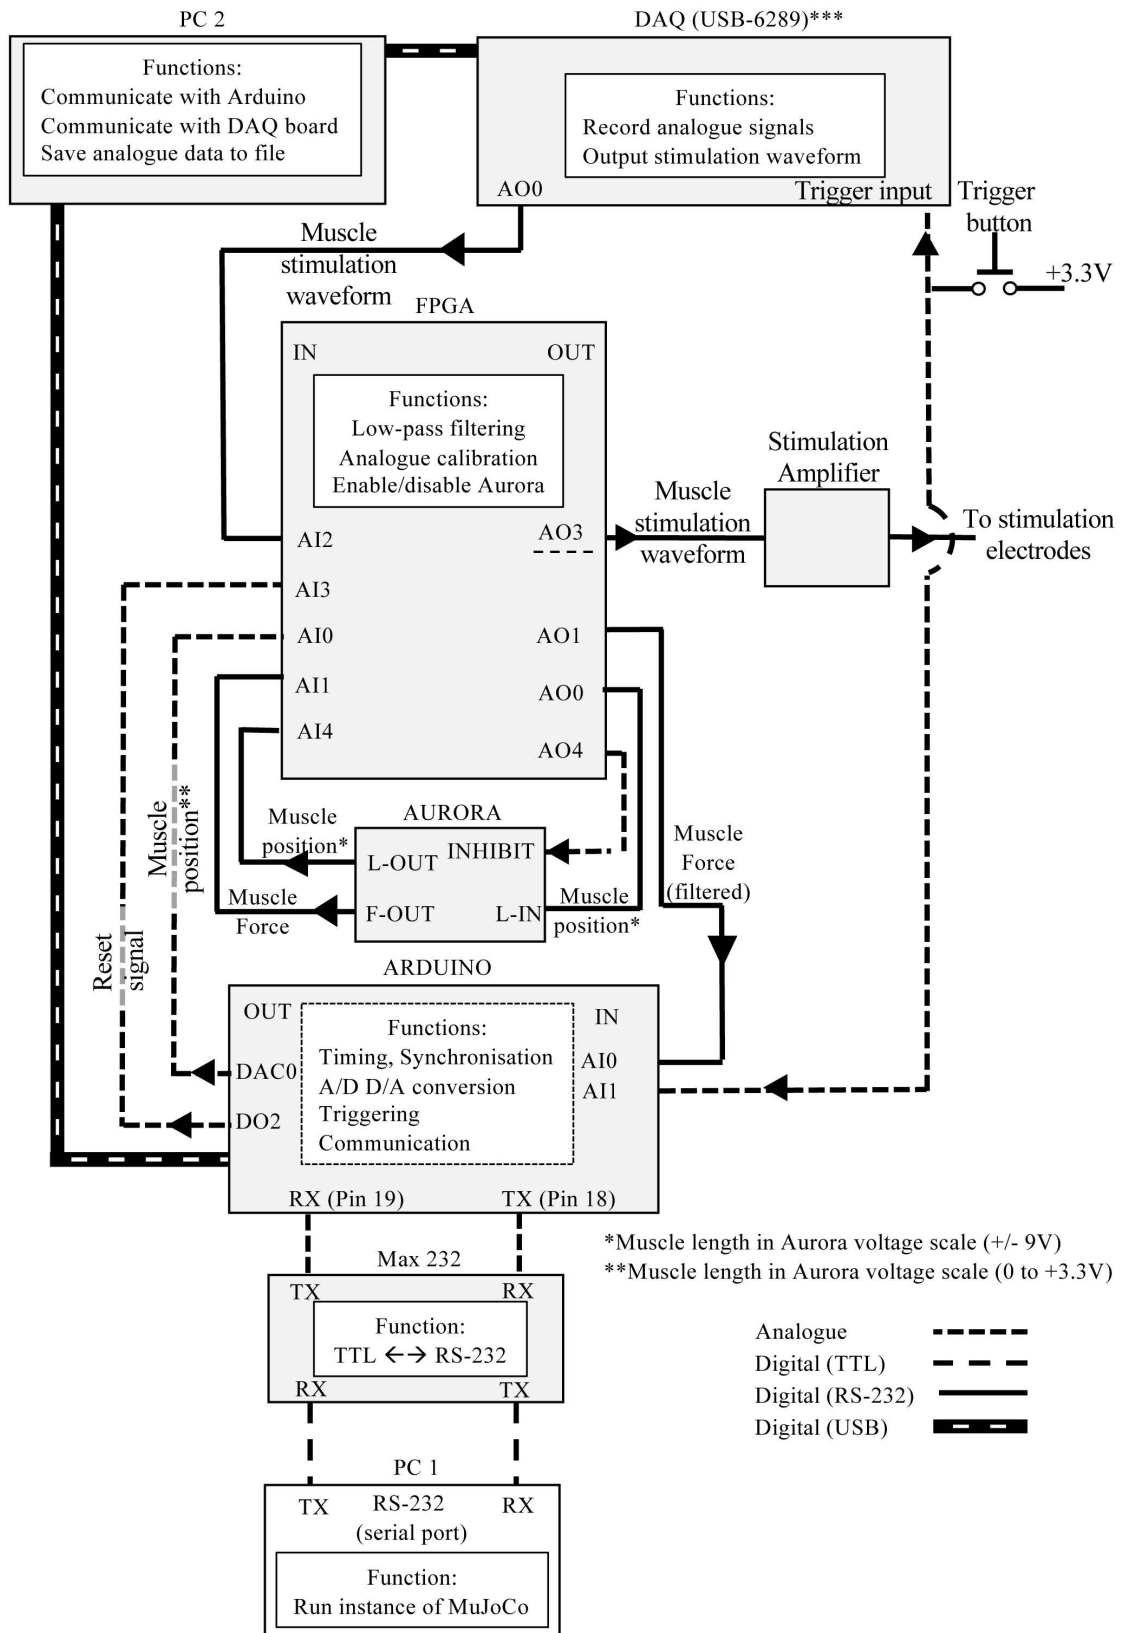 PC 2
DAQ (USB-6289)***
Functions:
Communicate with Arduino
Communicate with DAQ board
Save analogue data to file
Functions:
Record analogue signals
Output stimulation waveform
AO0
Trigger input
Trigger
button
+3.3V
Muscle
stimulation
waveform
FPGA
IN
OUT
Functions:
Low-pass filtering
Analogue calibration
Enable/disable Aurora
AI2
AI3
AI0
AI1
AI4
AO3
AO1
AO0
AO4
Muscle
stimulation
waveform
Stimulation
Amplifier
To stimulation
electrodes
Muscle
position**
Reset
signal
AURORA
Muscle
position*
Muscle
Force
L-OUT
F-OUT
INHIBIT
L-IN
Muscle
position*
Muscle
Force
(filtered)
ARDUINO
OUT
IN
Functions:
Timing, Synchronisation
A/D D/A conversion
Triggering
Communication
DAC0
DO2
AI0
AI1
RX (Pin 19)
TX (Pin 18)
*Muscle length in Aurora voltage scale (+/- 9V)
**Muscle length in Aurora voltage scale (0 to +3.3V)
Max 232
TX
RX
Function:
TTL ←→ RS-232
RX
TX
Analogue
Digital (TTL)
Digital (RS-232)
Digital (USB)
PC 1
TX
RS-232
(serial port)
RX
Function:
Run instance of MuJoCo